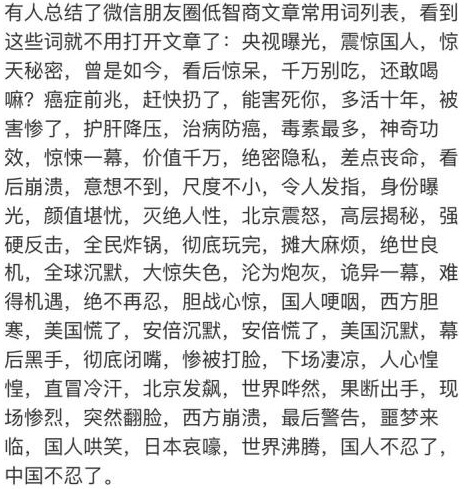 有人总结了微信朋友圈低智商文章常用词列表，看到
这些词就不用打开文章了：央视曝光，震惊国人，惊
天秘密，曾是如今，看后惊呆，千万别吃，还敢喝
嘛？癌症前兆，赶快扔了，能害死你，多活十年，被
害惨了，护肝降压，治病防癌，毒素最多，神奇功
效，惊悚一幕，价值千万，绝密隐私，差点丧命，看
后崩溃，意想不到，尺度不小，令人发指，身份曝
光，颜值堪忧，灭绝人性，北京震怒，高层揭秘，强
硬反击，全民炸锅，彻底玩完，摊大麻烦，绝世良
机，全球沉默，大惊失色，沦为炮灰，诡异一幕，难
得机遇，绝不再忍，胆战心惊，国人哽咽，西方胆
寒，美国慌了，安倍沉默，安倍慌了，美国沉默，幕
后黑手，彻底闭嘴，惨被打脸，下场凄凉，人心惶
惶，直冒冷汗，北京发飙，世界哗然，果断出手，现
场惨烈，突然翻脸，西方崩溃，最后警告，噩梦来
临，国人哄笑，日本哀嚎，世界沸腾，国人不忍了，
中国不忍了。